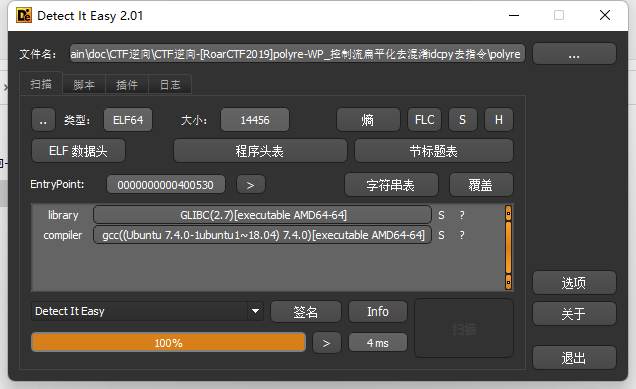 Detect It Easy 2.01
文件名: ain\doc\CTF逆向\CTF逆向-[RoarCTF2019]polyre-WP_控制流扁平化去混淆idcpy去指令\polyre ...
扫描 脚本 插件 日志
.. 类型: ELF64 大小: 14456 熵 FLC S H
ELF 数据头 程序头表 节标题表
EntryPoint: 0000000000400530 > 字符串表 覆盖
library GLIBC(2.7)[executable AMD64-64] S ?
compiler gcc((Ubuntu 7.4.0-1ubuntu1~18.04) 7.4.0)[executable AMD64-64] S ?
选项
Detect It Easy 签名 Info 扫描 关于
100% > 4 ms
退出